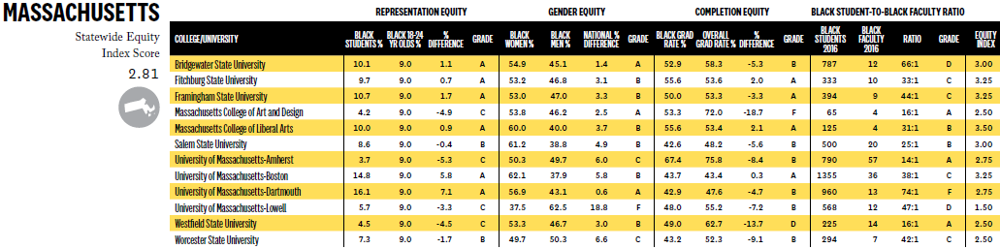 MASSACHUSETTS
Statewide Equity
Index Score
2.81
REPRESENTATION EQUITY GENDER EQUITY COMPLETION EQUITY BLACK STUDENT-TO-BLACK FACULTY RATIO
COLLEGE/UNIVERSITY BLACK STUDENTS % BLACK 18-24 YR OLDS % % DIFFERENCE GRADE BLACK WOMEN % BLACK MEN % NATIONAL % DIFFERENCE GRADE BLACK GRAD RATE % OVERALL GRAD RATE % % DIFFERENCE GRADE BLACK STUDENTS 2016 BLACK FACULTY 2016 RATIO GRADE EQUITY INDEX
Bridgewater State University 10.1 9.0 1.1 A 54.9 45.1 1.4 A 52.9 58.3 -5.3 B 787 12 66:1 D 3.00
Fitchburg State University 9.7 9.0 0.7 A 53.2 46.8 3.1 B 55.6 53.6 2.0 A 333 10 33:1 C 3.25
Framingham State University 10.7 9.0 1.7 A 53.0 47.0 3.3 B 50.0 53.3 -3.3 A 394 9 44:1 C 3.25
Massachusetts College of Art and Design 4.2 9.0 -4.9 C 53.8 46.2 2.5 A 53.3 72.0 -18.7 F 65 4 16:1 A 2.50
Massachusetts College of Liberal Arts 10.0 9.0 0.9 A 60.0 40.0 3.7 B 55.6 53.4 2.1 A 125 4 31:1 B 3.50
Salem State University 8.6 9.0 -0.4 B 61.2 38.8 4.9 B 42.6 48.2 -5.6 B 500 20 25:1 B 3.00
University of Massachusetts-Amherst 3.7 9.0 -5.3 C 50.3 49.7 6.0 C 67.4 75.8 -8.4 B 790 57 14:1 A 2.75
University of Massachusetts-Boston 14.8 9.0 5.8 A 62.1 37.9 5.8 B 43.7 43.4 0.3 A 1355 36 38:1 C 3.25
University of Massachusetts-Dartmouth 16.1 9.0 7.1 A 56.9 43.1 0.6 A 42.9 47.6 -4.7 B 960 13 74:1 F 2.75
University of Massachusetts-Lowell 5.7 9.0 -3.3 C 37.5 62.5 18.8 F 48.0 55.2 -7.2 B 568 12 47:1 D 1.50
Westfield State University 4.5 9.0 -4.5 C 53.3 46.7 3.0 B 49.0 62.7 -13.7 D 225 14 16:1 A 2.50
Worcester State University 7.3 9.0 -1.7 B 49.7 50.3 6.6 C 43.2 52.3 -9.1 B 294 7 42:1 C 2.50